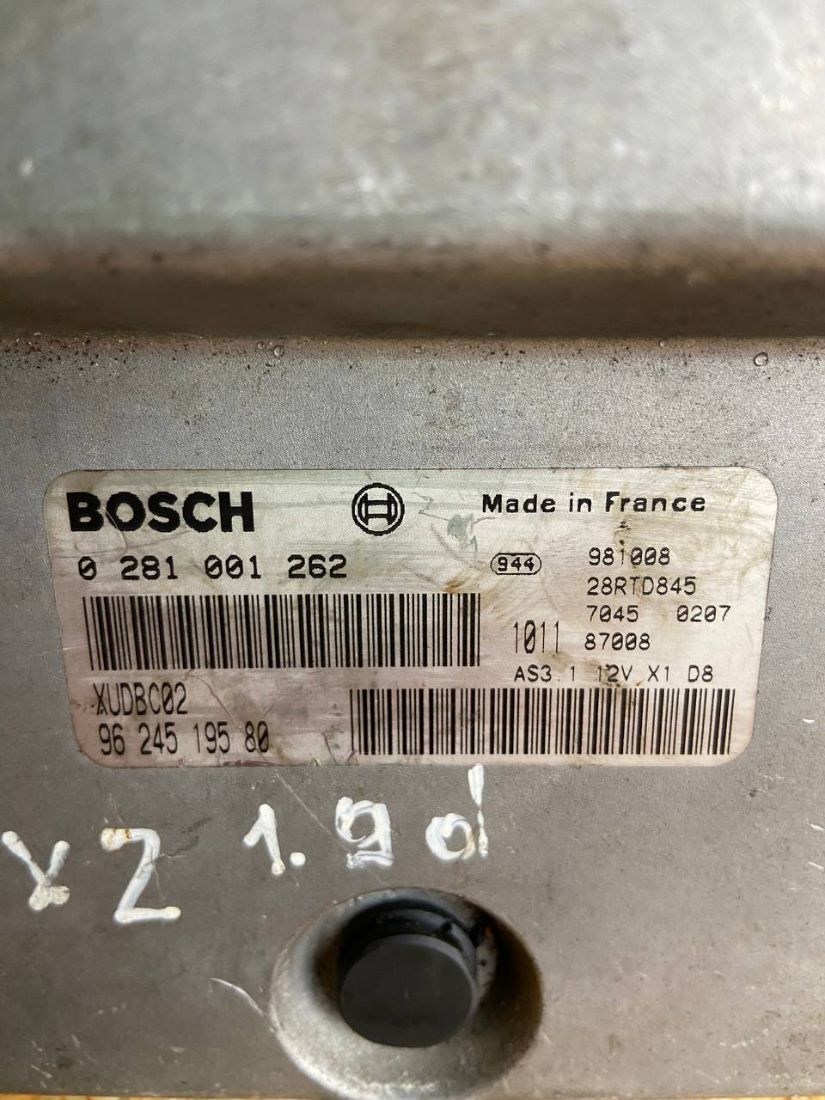 BOSCH Made in France
0 281 001 262
944 981008
28RTD845
7045 0207
1011 87008
AS3.1 12V X1 D8
XUDBC02
96 245 195 80
x2 1.9d